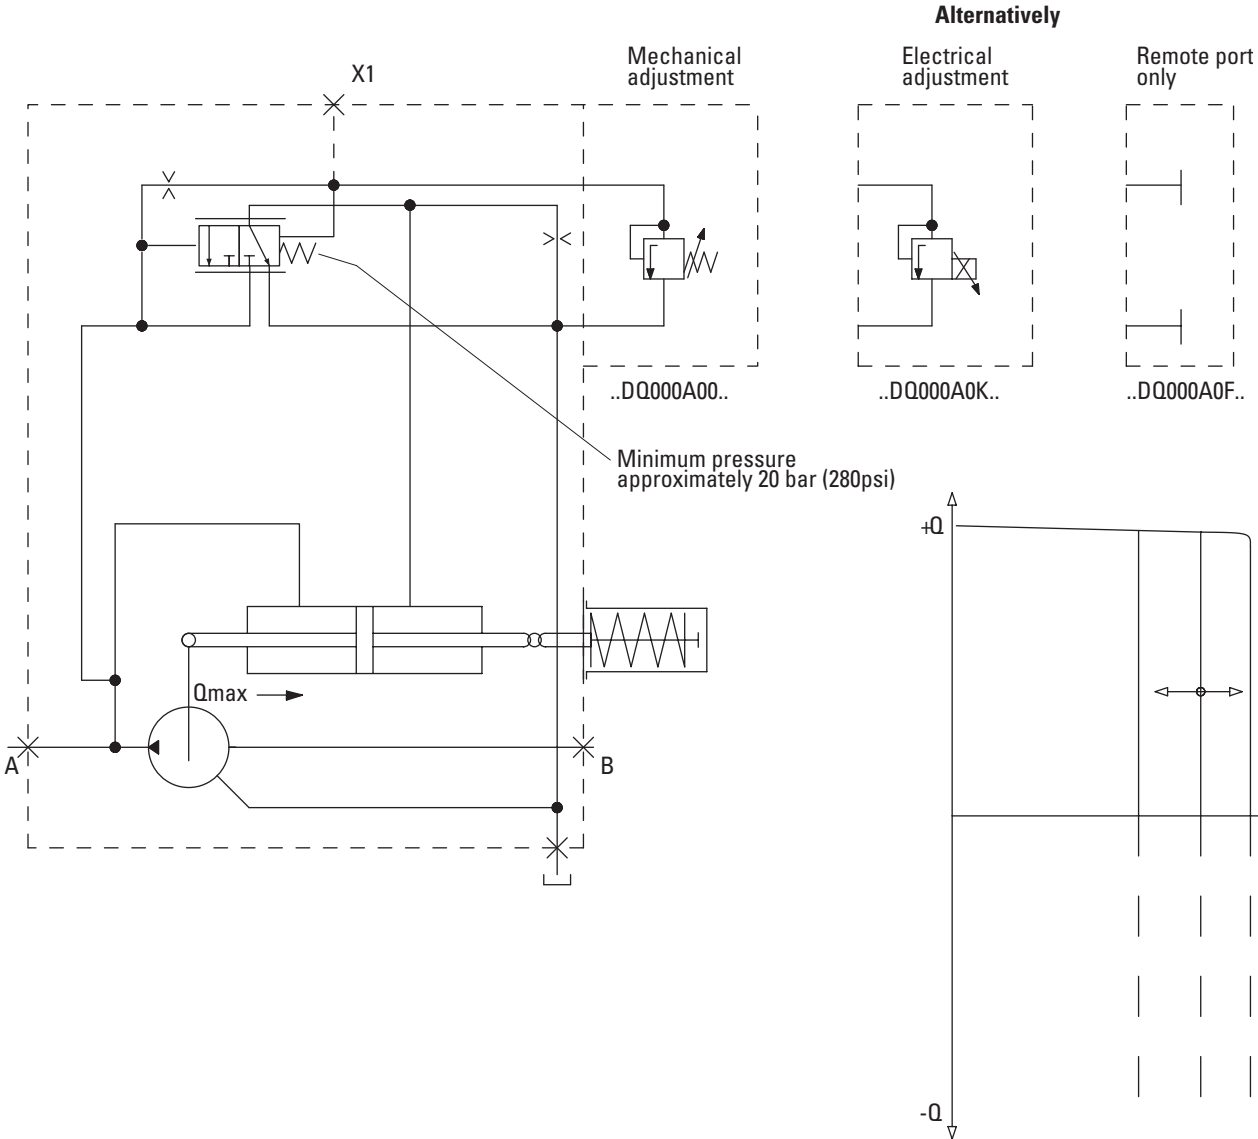 Alternatively
Mechanical
adjustment
Electrical
adjustment
Remote port
only
X1
..DQ000A00..
..DQ000A0K..
..DQ000A0F..
Minimum pressure
approximately 20 bar (280psi)
+Q
Qmax
A
B
-Q